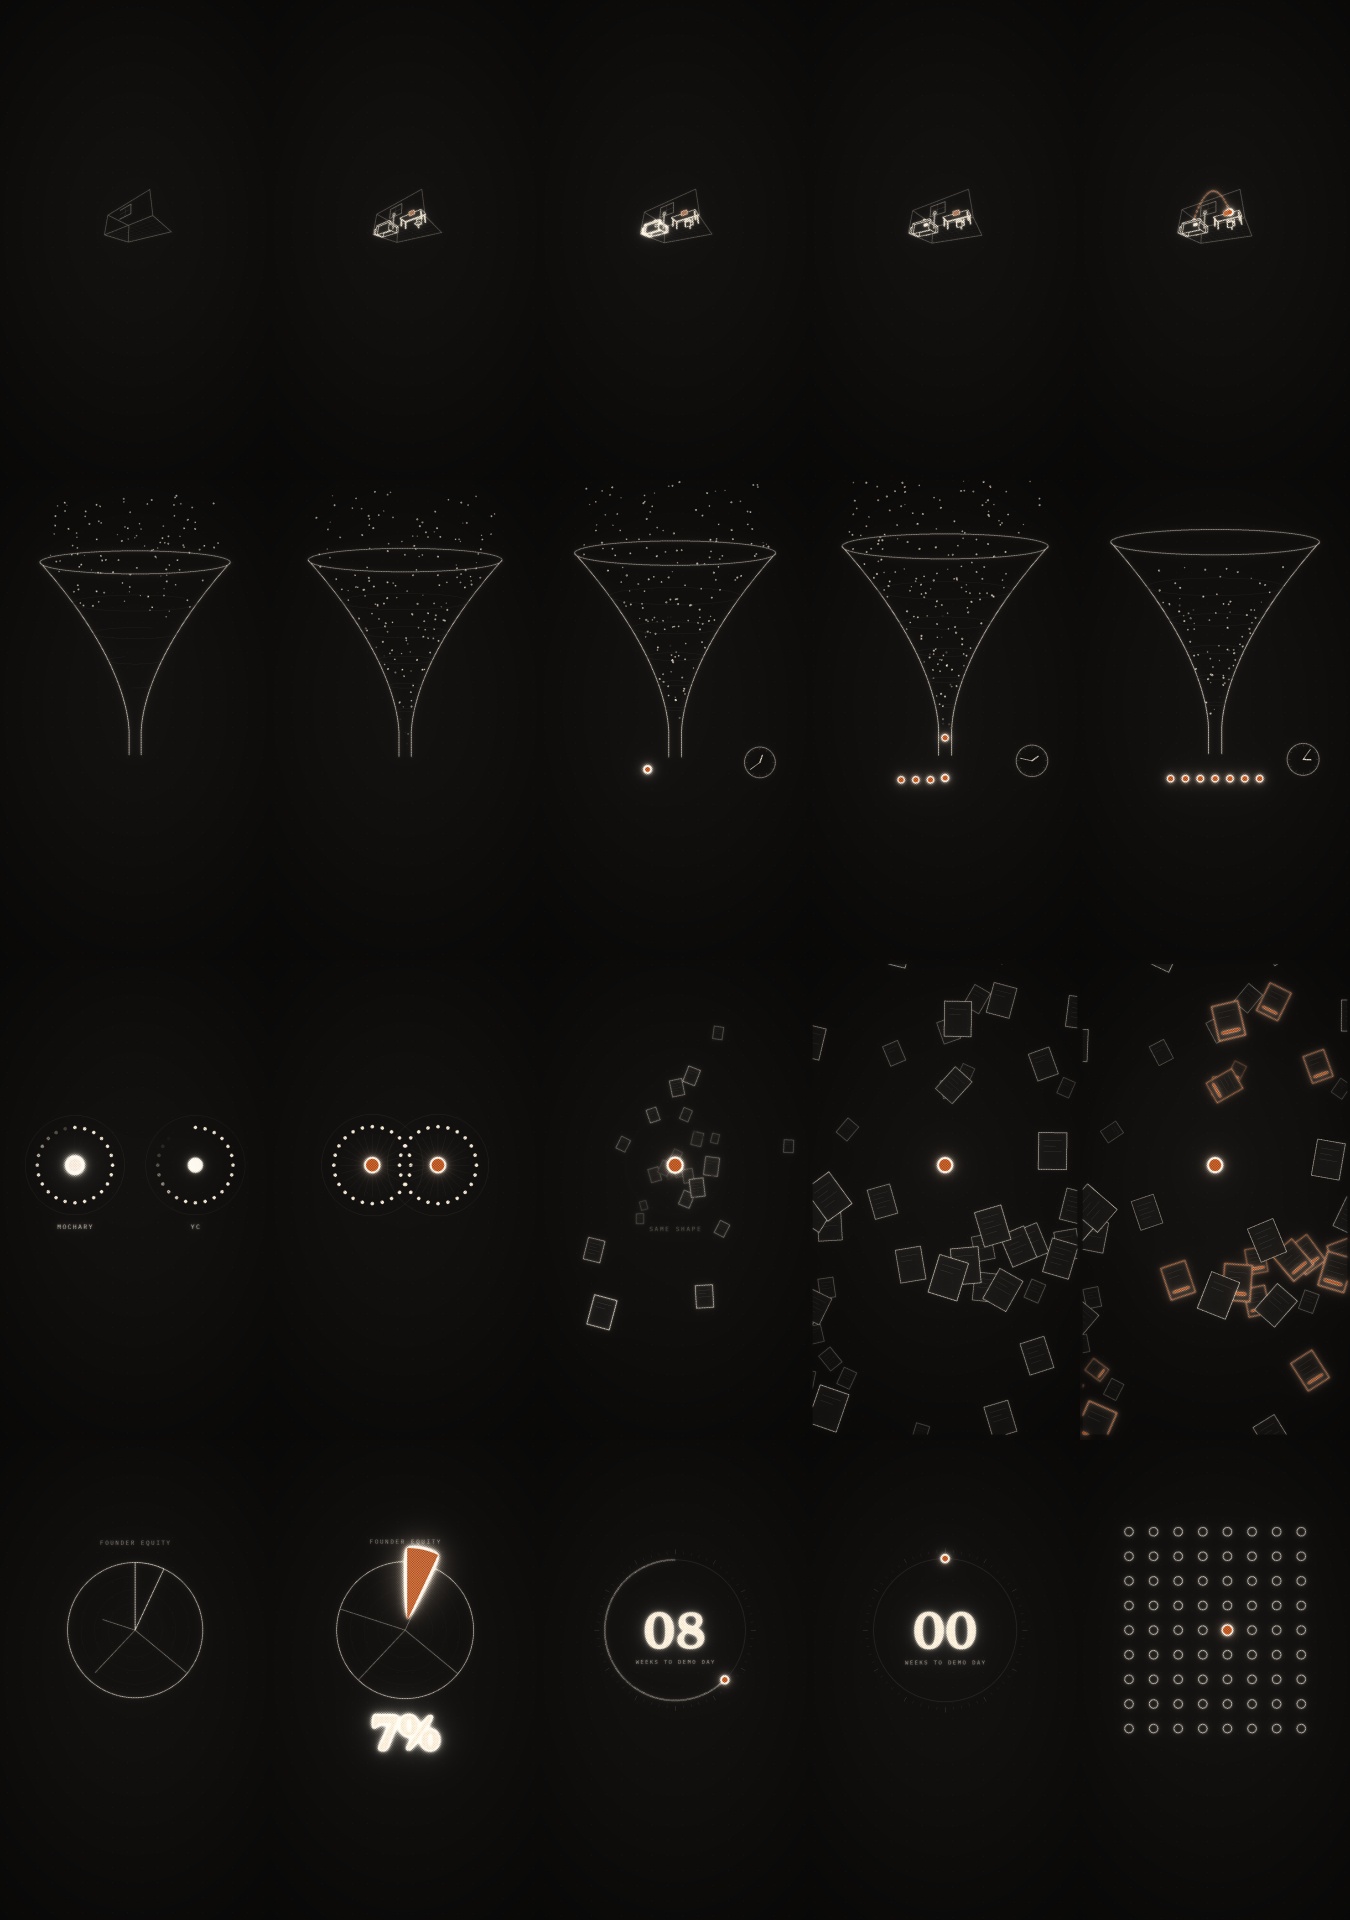 MOCHARY
YC
SAME SHAPE
FOUNDER EQUITY
FOUNDER EQUITY
7%
08
WEEKS TO DEMO DAY
00
WEEKS TO DEMO DAY